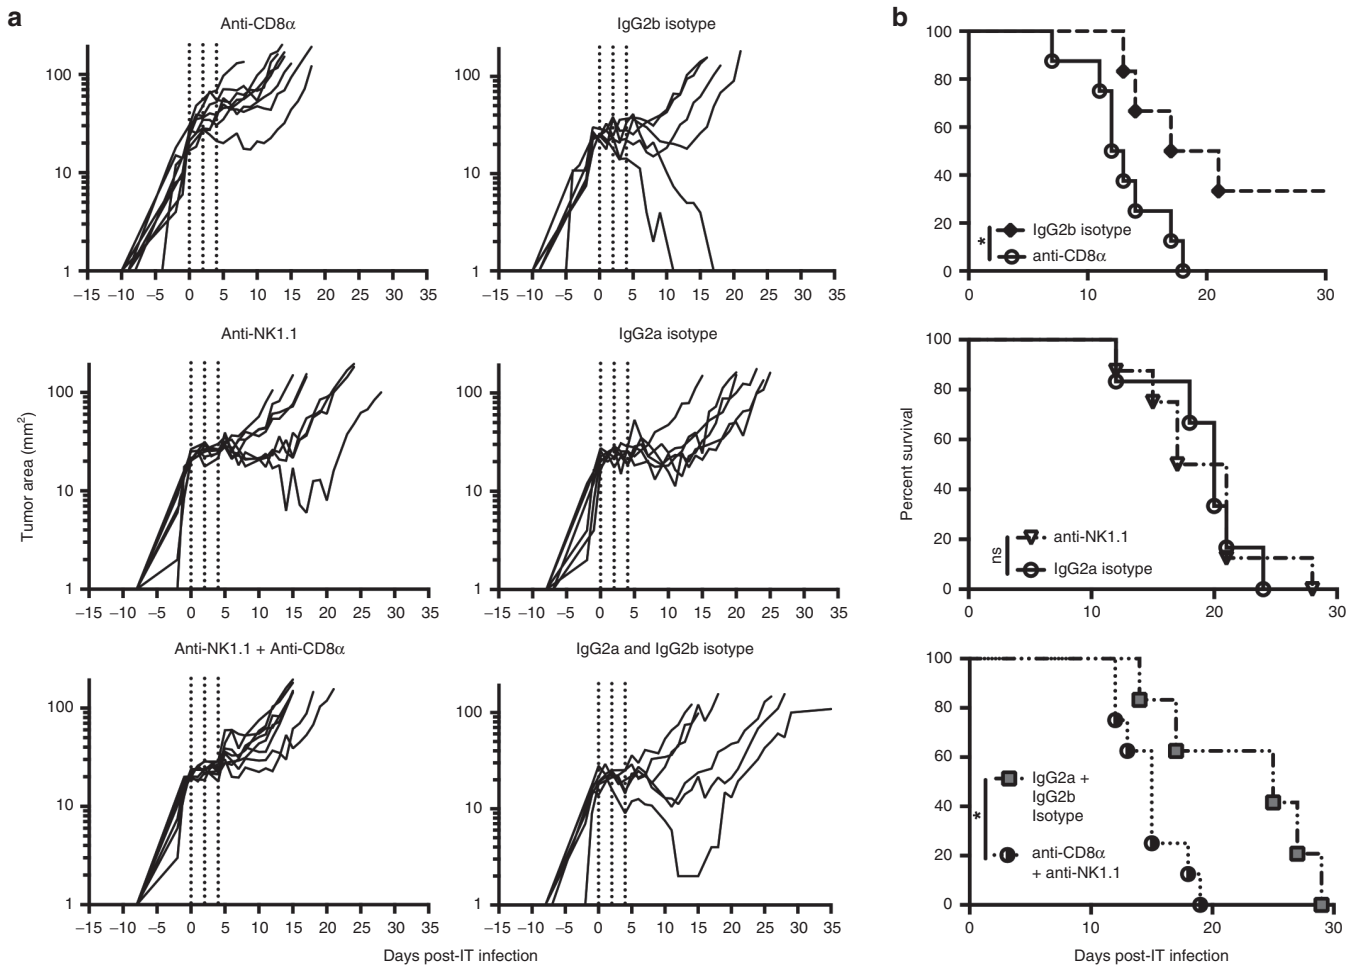 a
b
Anti-CD8α
IgG2b isotype
100
10
1
−15 −10 −5 0 5 10 15 20 25 30 35
100
10
1
−15 −10 −5 0 5 10 15 20 25 30 35
100
80
60
40
20
0
0 10 20 30
*
IgG2b isotype
anti-CD8α
Anti-NK1.1
IgG2a isotype
Tumor area (mm²)
100
10
1
−15 −10 −5 0 5 10 15 20 25 30 35
100
10
1
−15 −10 −5 0 5 10 15 20 25 30 35
Percent survival
100
80
60
40
20
0
0 10 20 30
ns
anti-NK1.1
IgG2a isotype
Anti-NK1.1 + Anti-CD8α
IgG2a and IgG2b isotype
100
10
1
−15 −10 −5 0 5 10 15 20 25 30 35
100
10
1
−15 −10 −5 0 5 10 15 20 25 30 35
100
80
60
40
20
0
0 10 20 30
*
IgG2a +
IgG2b
Isotype
anti-CD8α
+ anti-NK1.1
Days post-IT infection
Days post-IT infection